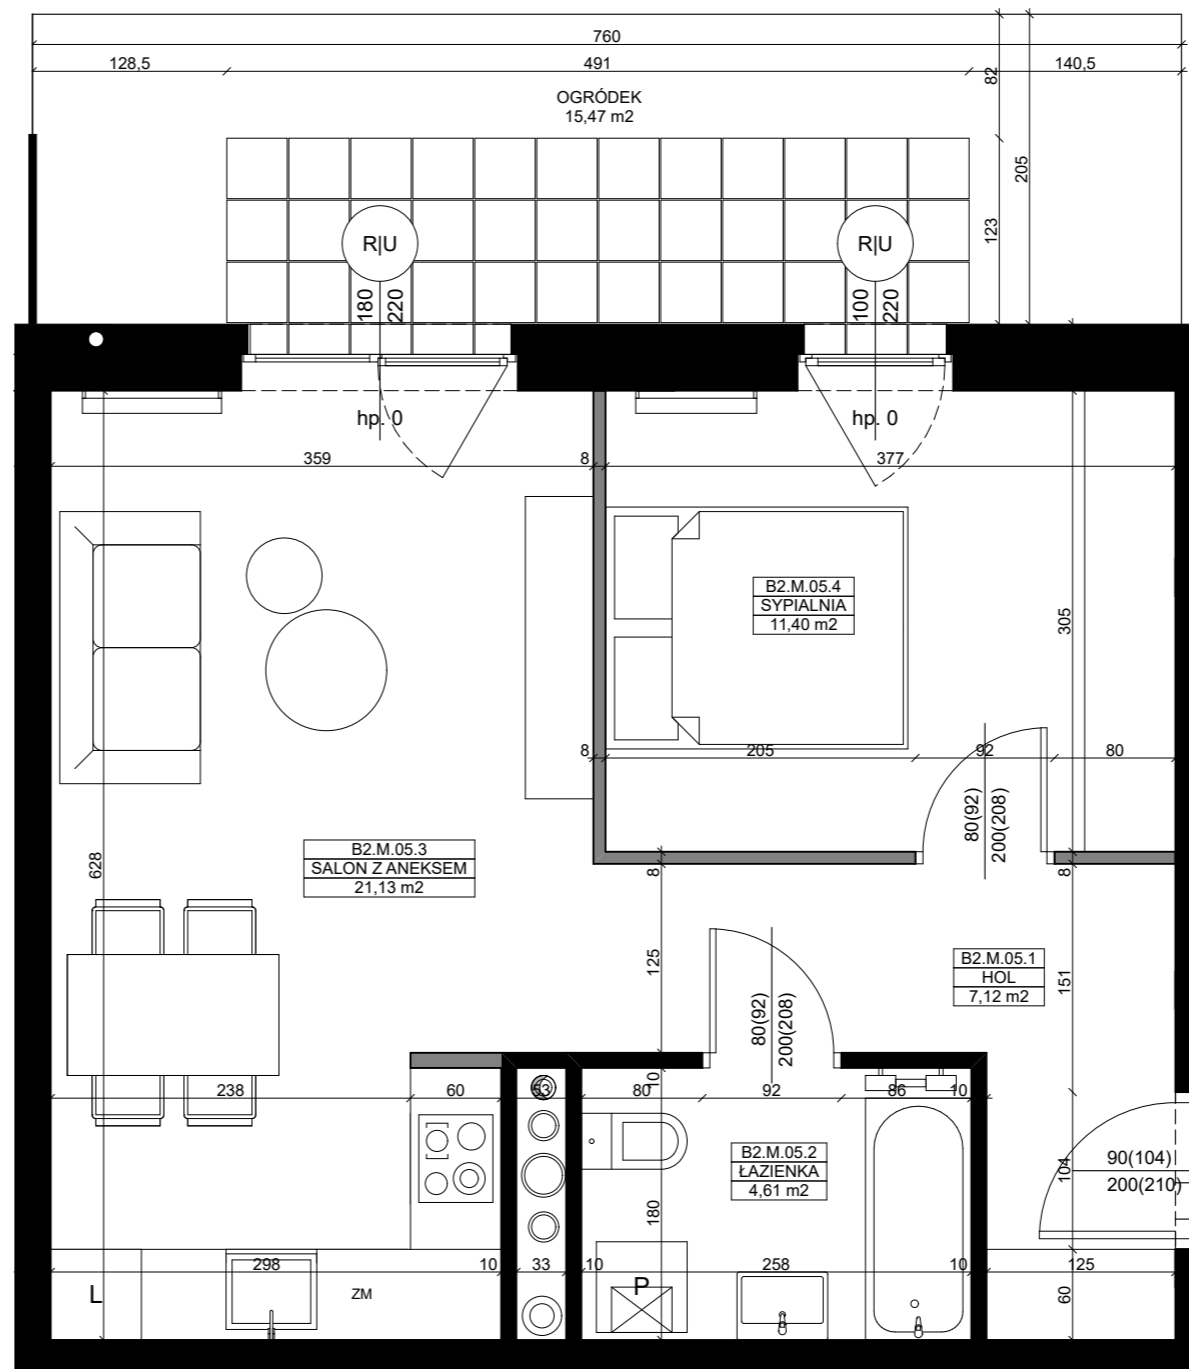 760
128,5
491
140,5
82
OGRÓDEK
15,47 m2
205
123
R|U
180
220
R|U
100
220
hp. 0
hp. 0
359
8
377
B2.M.05.4
SYPIALNIA
11,40 m2
305
8
205
92
80
80(92)
200(208)
B2.M.05.3
SALON Z ANEKSEM
21,13 m2
628
8
8
125
B2.M.05.1
HOL
7,12 m2
151
80(92)
200(208)
238
60
53
10
80
92
86
10
B2.M.05.2
ŁAZIENKA
4,61 m2
104
90(104)
200(210)
180
298
10
33
10
258
10
125
L
ZM
P
60